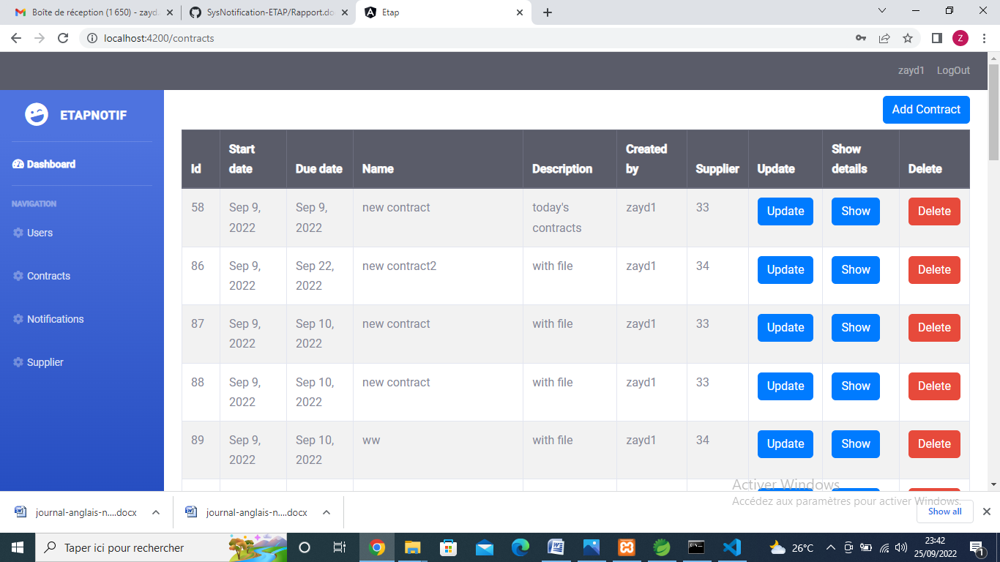 Boîte de réception (1 650) - zayd
SysNotification-ETAP/Rapport.do
Etap
localhost:4200/contracts
Z
zayd1 LogOut
ETAPNOTIF
Dashboard
NAVIGATION
Users
Contracts
Notifications
Supplier
Add Contract
Id Start date Due date Name Description Created by Supplier Update Show details Delete
58 Sep 9, 2022 Sep 9, 2022 new contract today's contracts zayd1 33 Update Show Delete
86 Sep 9, 2022 Sep 22, 2022 new contract2 with file zayd1 34 Update Show Delete
87 Sep 9, 2022 Sep 10, 2022 new contract with file zayd1 33 Update Show Delete
88 Sep 9, 2022 Sep 10, 2022 new contract with file zayd1 33 Update Show Delete
89 Sep 9, 2022 Sep 10, 2022 ww with file zayd1 34 Update Show Delete
Activer Windows
Accédez aux paramètres pour activer Windows.
journal-anglais-n....docx
journal-anglais-n....docx
Show all
Taper ici pour rechercher
26°C
23:42
25/09/2022
1